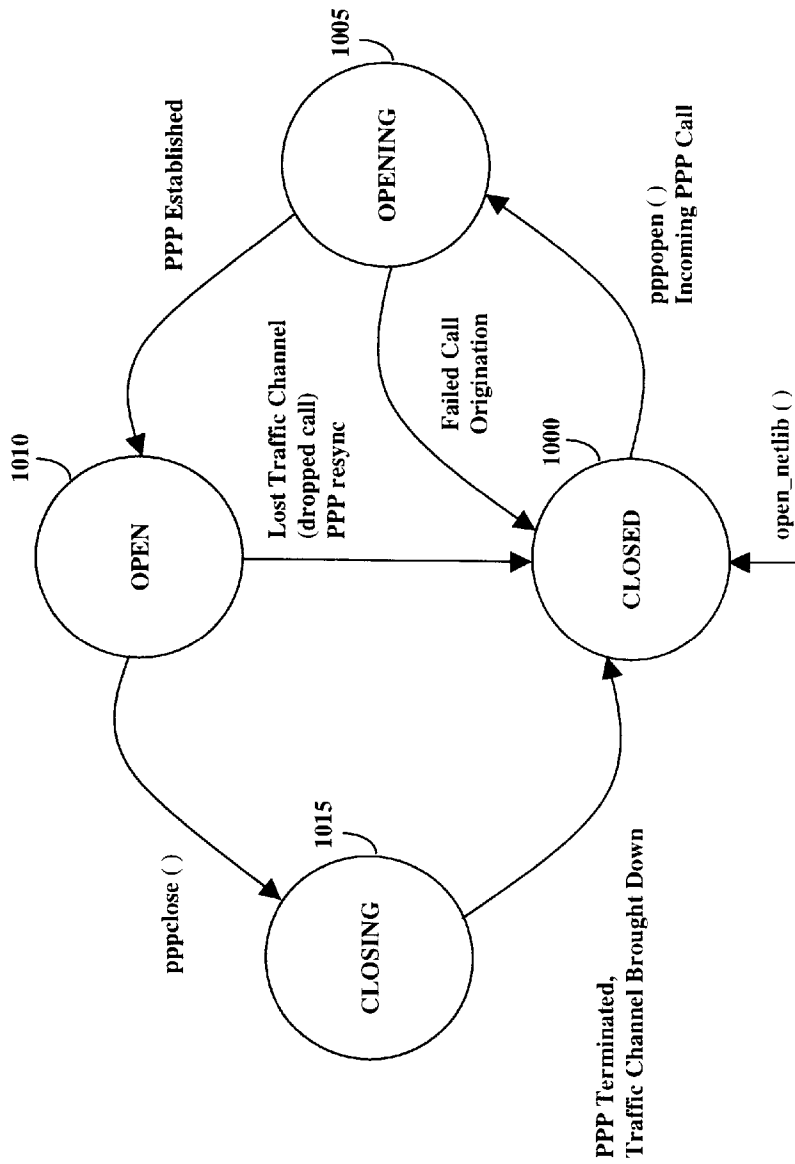 1005
OPENING
PPP Established
pppopen ( )
Incoming PPP Call
Failed Call
Origination
1010
OPEN
Lost Traffic Channel
(dropped call)
PPP resync
1000
CLOSED
open_netlib ( )
pppclose ( )
1015
CLOSING
PPP Terminated,
Traffic Channel Brought Down